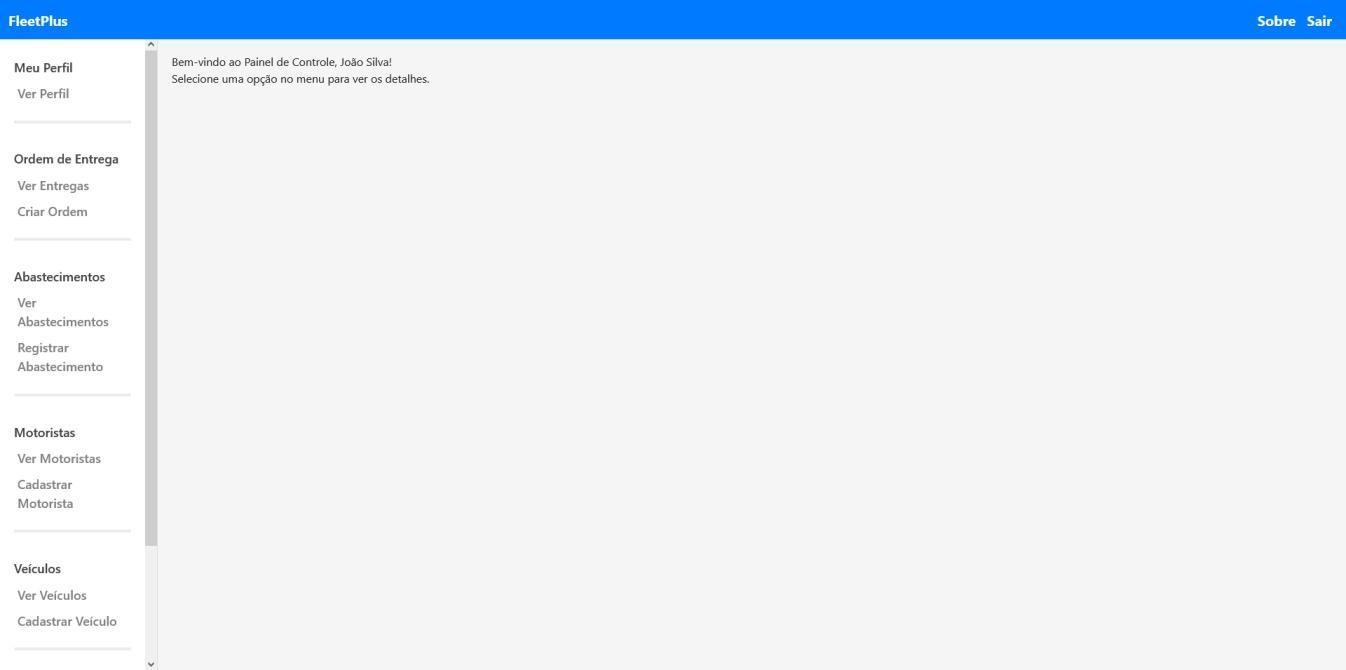 FleetPlus
Sobre Sair
Meu Perfil
Ver Perfil
Ordem de Entrega
Ver Entregas
Criar Ordem
Abastecimentos
Ver
Abastecimentos
Registrar
Abastecimento
Motoristas
Ver Motoristas
Cadastrar
Motorista
Veículos
Ver Veículos
Cadastrar Veículo
Bem-vindo ao Painel de Controle, João Silva!
Selecione uma opção no menu para ver os detalhes.